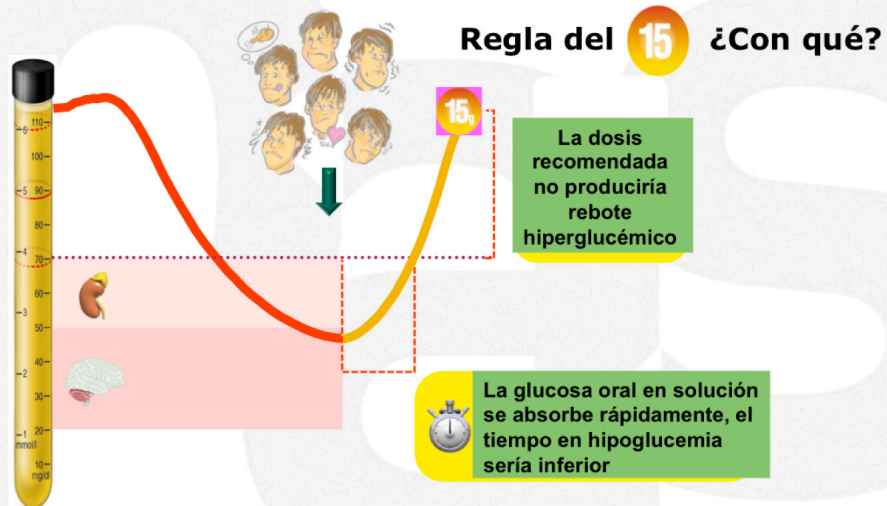 Regla del 15 ¿Con qué?
15g
La dosis
recomendada
no produciría
rebote
hiperglucémico
110
6
100
5
90
80
4
70
60
3
50
40
2
30
1
20
mmol/l
10
mg/dl
La glucosa oral en solución
se absorbe rápidamente, el
tiempo en hipoglucemia
sería inferior